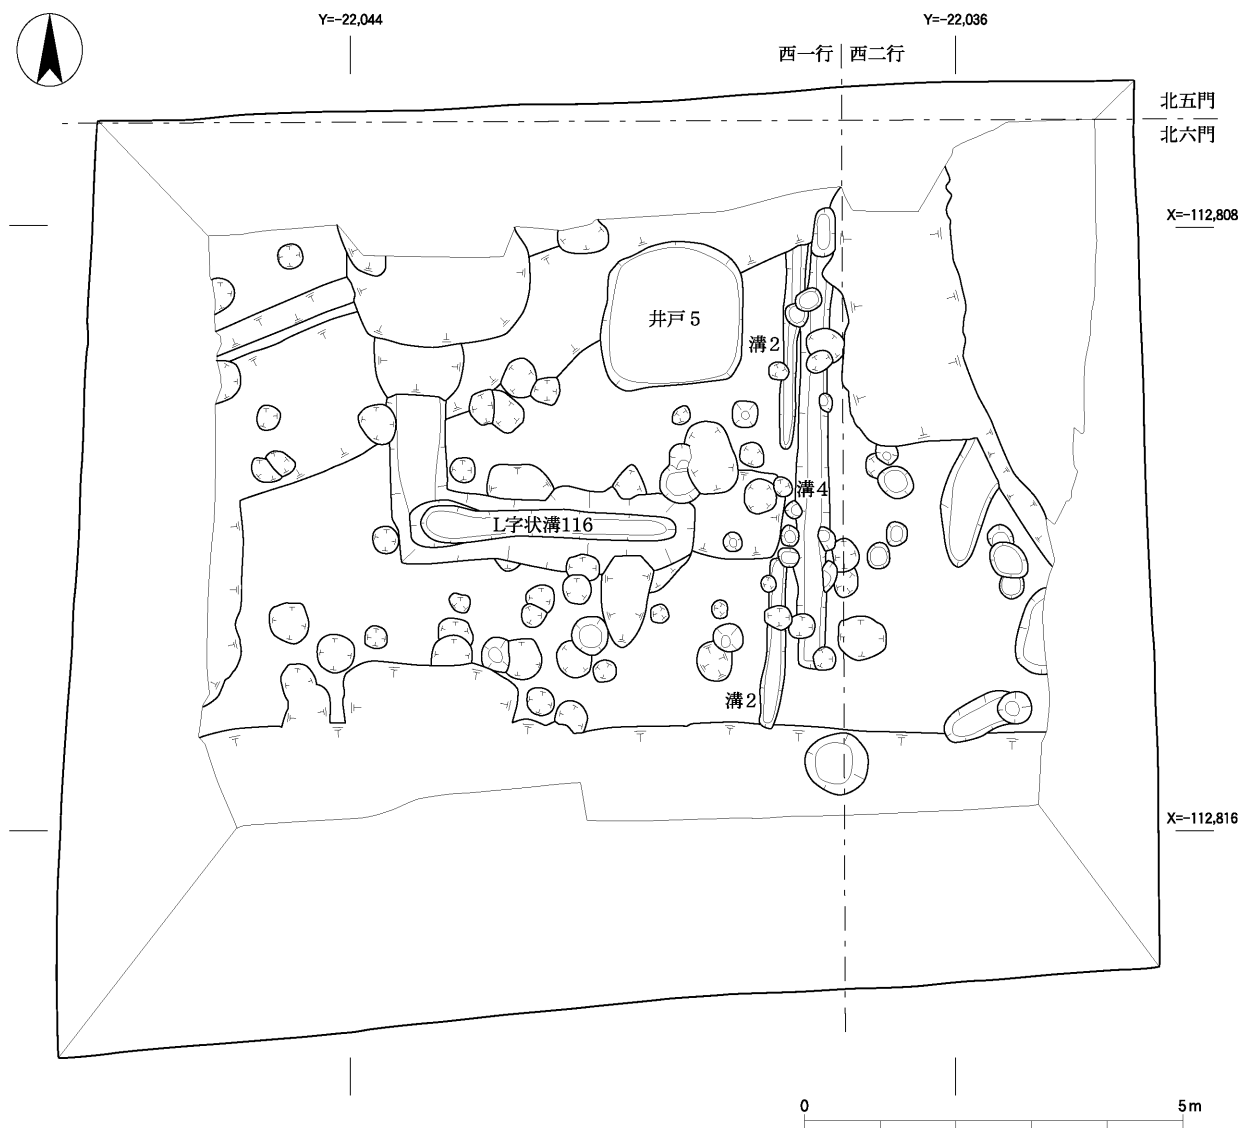 Y=-22,044
Y=-22,036
西一行
西二行
北五門
北六門
X=-112,808
井戸5
溝2
溝4
L字状溝116
溝2
X=-112,816
0
5m